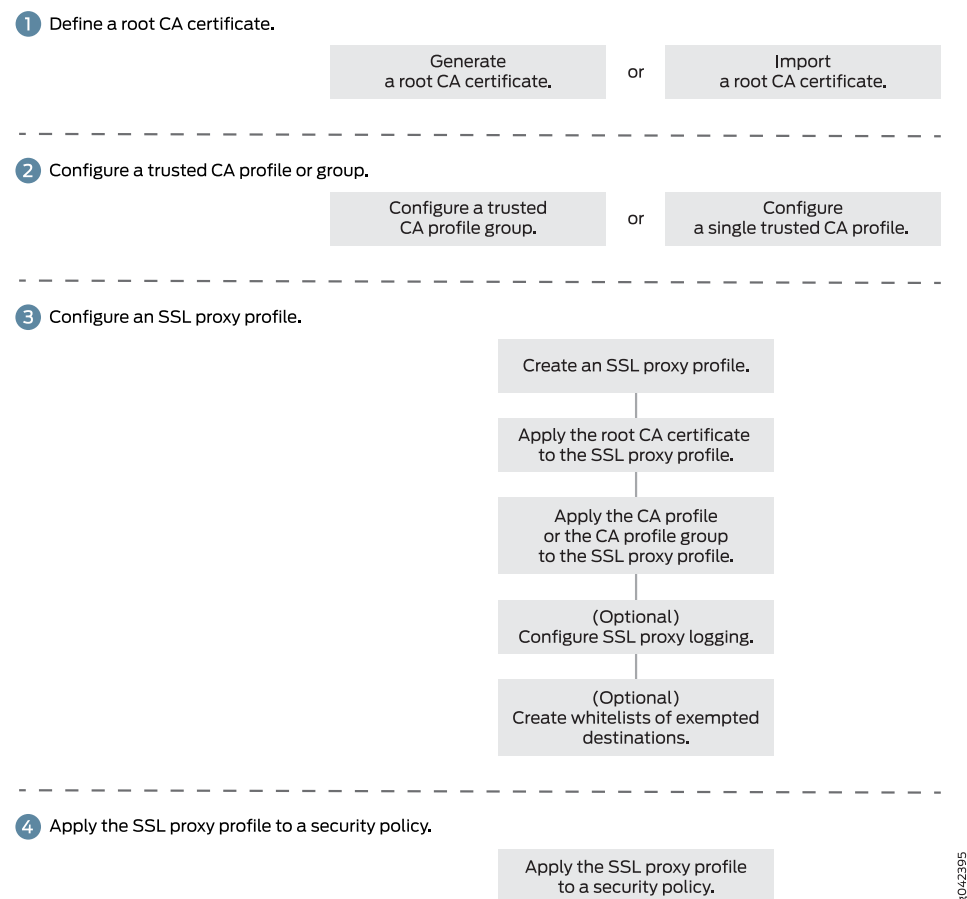 1 Define a root CA certificate.
Generate
a root CA certificate.
or
Import
a root CA certificate.
2 Configure a trusted CA profile or group.
Configure a trusted
CA profile group.
or
Configure
a single trusted CA profile.
3 Configure an SSL proxy profile.
Create an SSL proxy profile.
Apply the root CA certificate
to the SSL proxy profile.
Apply the CA profile
or the CA profile group
to the SSL proxy profile.
(Optional)
Configure SSL proxy logging.
(Optional)
Create whitelists of exempted
destinations.
4 Apply the SSL proxy profile to a security policy.
Apply the SSL proxy profile
to a security policy.